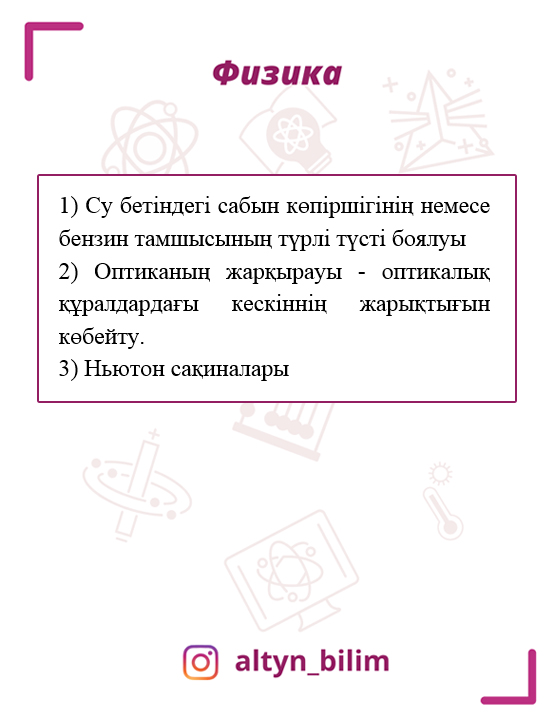 Физика
1) Су бетіндегі сабын көпіршігінің немесе
бензин тамшысының түрлі түсті боялуы
2) Оптиканың жарқырауы - оптикалық
құралдардағы кескіннің жарықтығын
көбейту.
3) Ньютон сақиналары
altyn_bilim